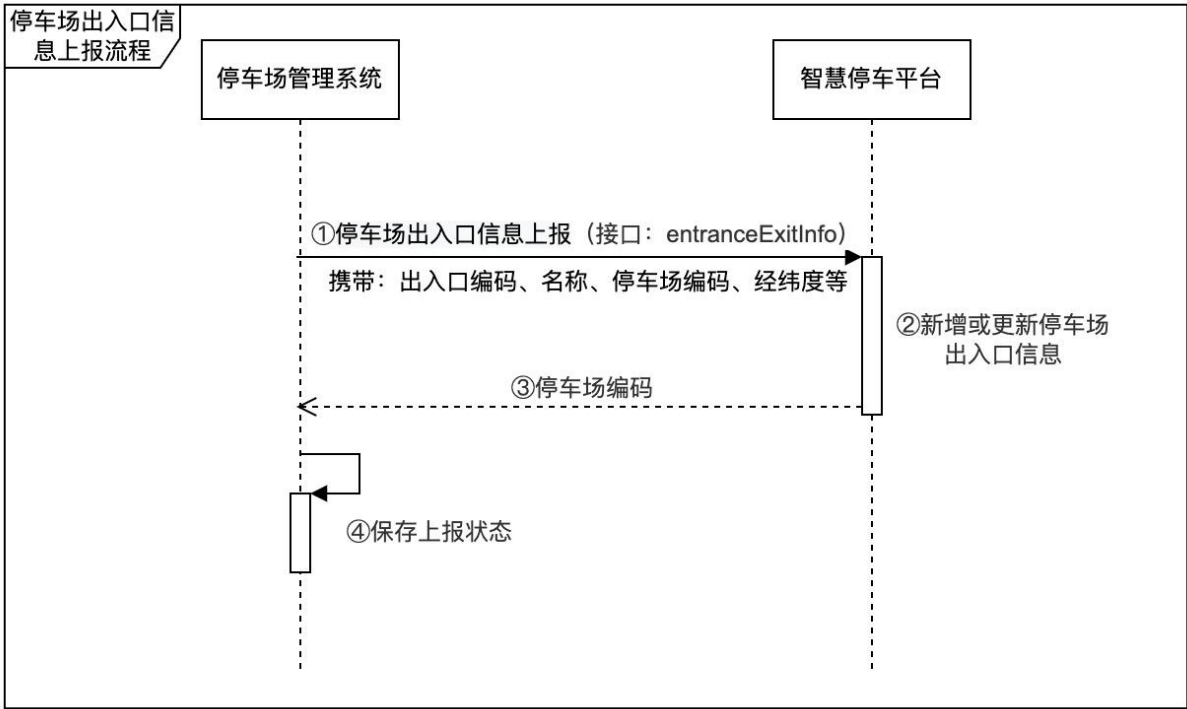 停车场出入口信
息上报流程
停车场管理系统
智慧停车平台
①停车场出入口信息上报（接口：entranceExitInfo）
携带：出入口编码、名称、停车场编码、经纬度等
②新增或更新停车场
出入口信息
③停车场编码
④保存上报状态